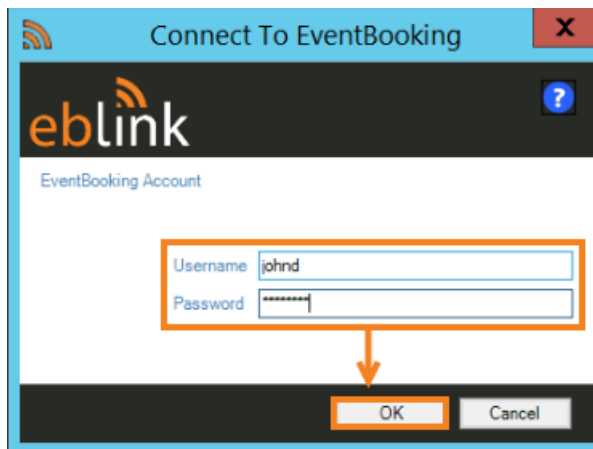 Connect To EventBooking
X
eblink
?
EventBooking Account
Username johnd
Password ********
OK Cancel